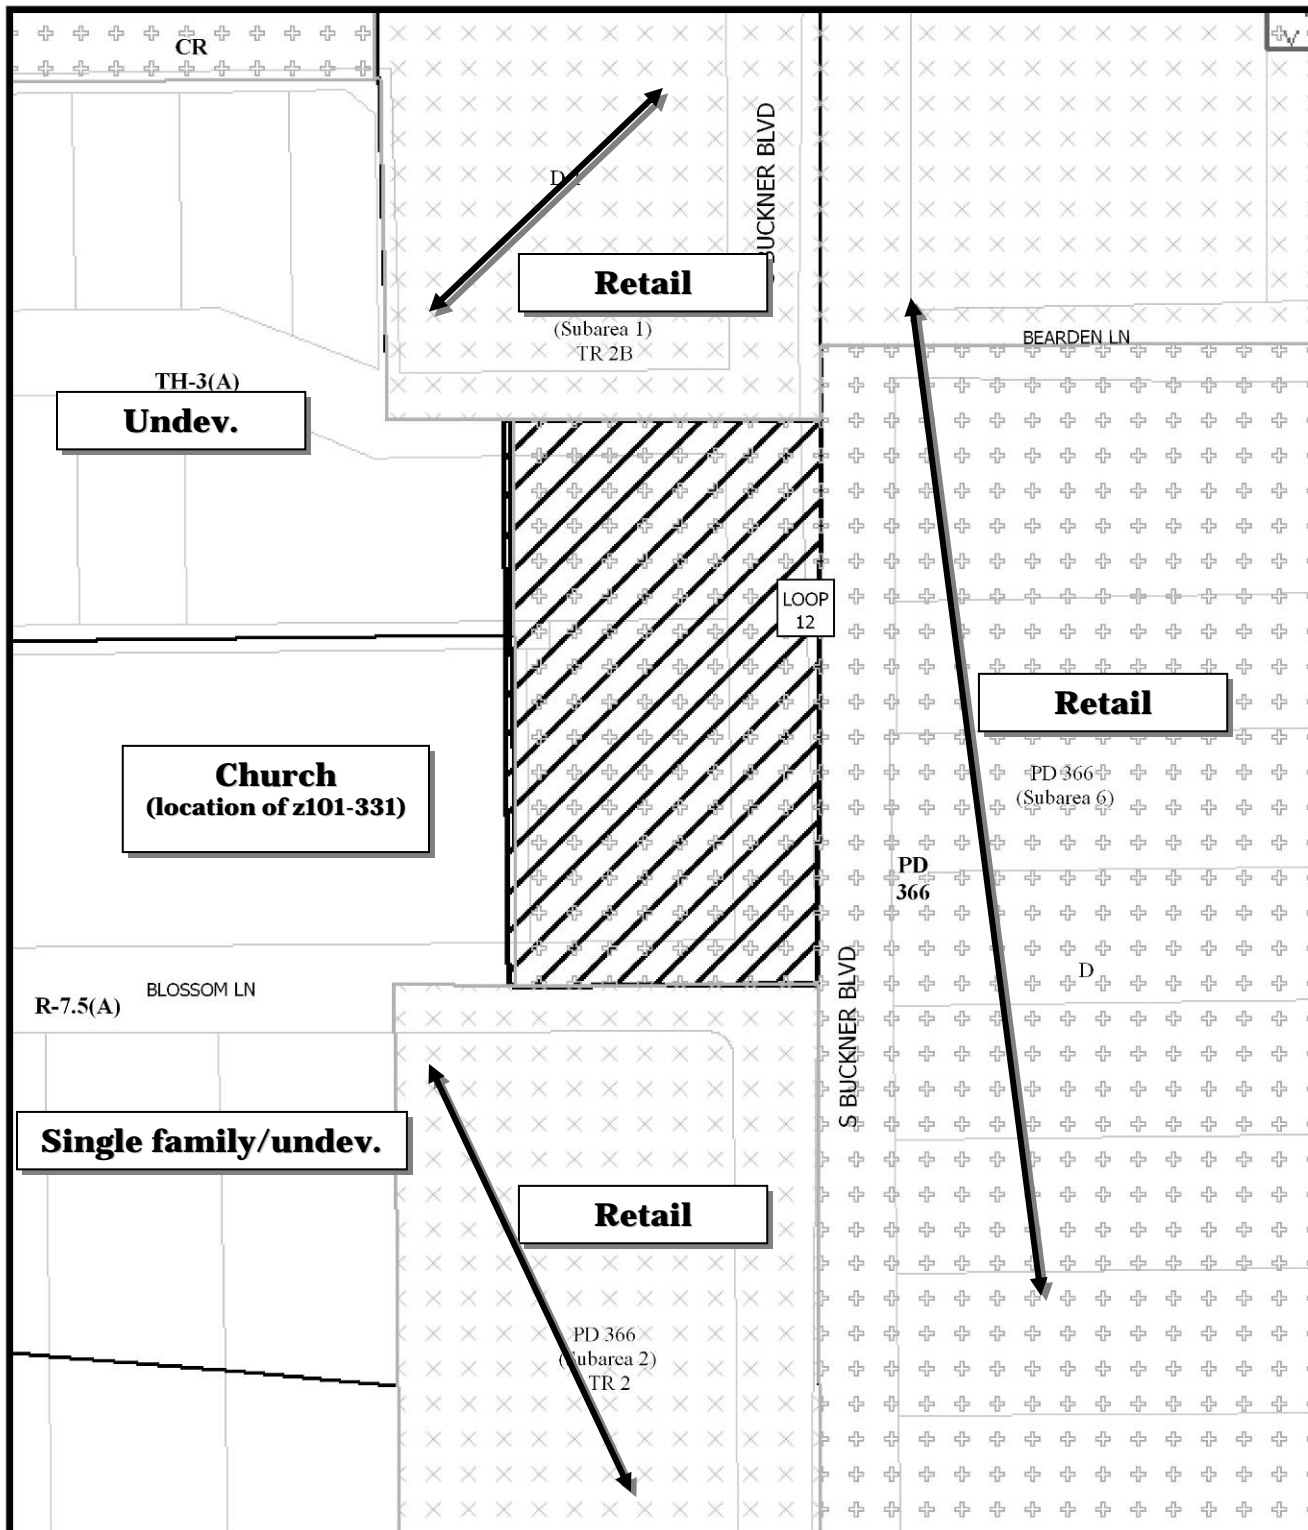 CR
BUCKNER BLVD
Retail
(Subarea 1)
TR 2B
BEARDEN LN
TH-3(A)
Undev.
LOOP
12
Retail
Church
(location of z101-331)
PD 366
(Subarea 6)
PD
366
D
BLOSSOM LN
R-7.5(A)
S BUCKNER BLVD
Single family/undev.
Retail
PD 366
(Subarea 2)
TR 2